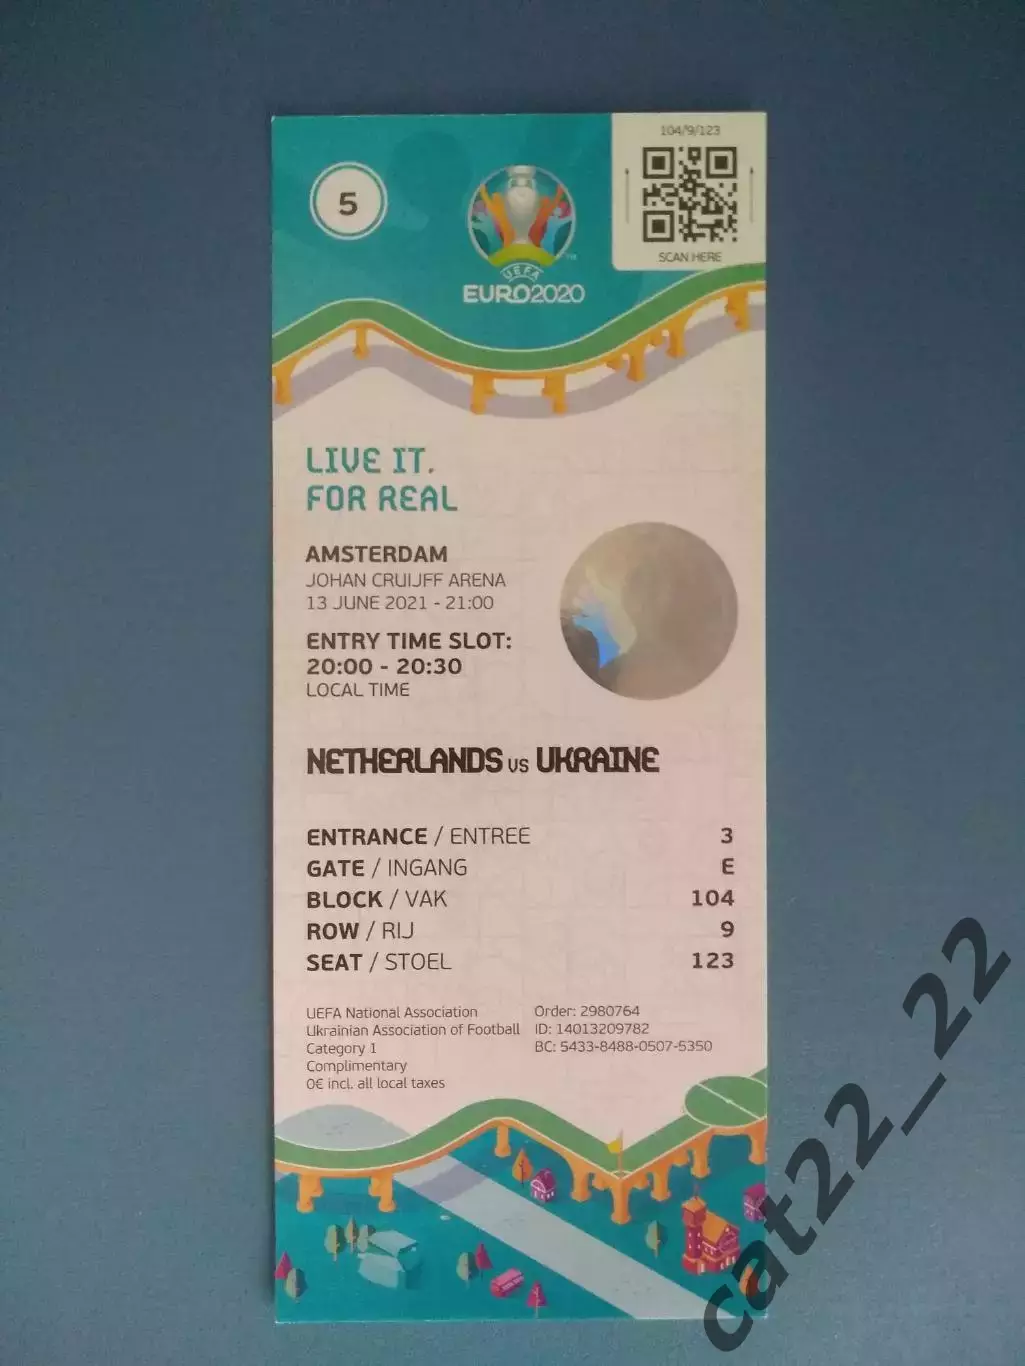 104/9/123
5
SCAN HERE
UEFA
EURO2020
LIVE IT.
FOR REAL
AMSTERDAM
JOHAN CRUIJFF ARENA
13 JUNE 2021 - 21:00
ENTRY TIME SLOT:
20:00 - 20:30
LOCAL TIME
NETHERLANDS VS UKRAINE
ENTRANCE / ENTREE 3
GATE / INGANG E
BLOCK / VAK 104
ROW / RIJ 9
SEAT / STOEL 123
UEFA National Association Order: 2980764
Ukrainian Association of Football ID: 14013209782
Category 1 BC: 5433-8488-0507-5350
Complimentary
0€ incl. all local taxes
cat22_22